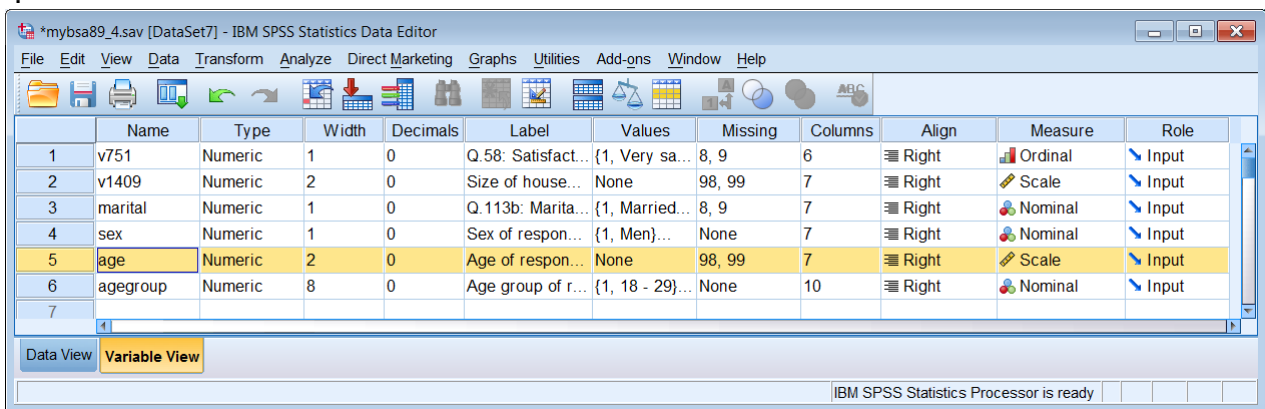 *mybsa89_4.sav [DataSet7] - IBM SPSS Statistics Data Editor
File Edit View Data Transform Analyze Direct Marketing Graphs Utilities Add-ons Window Help
Name Type Width Decimals Label Values Missing Columns Align Measure Role
1 v751 Numeric 1 0 Q.58: Satisfact... {1, Very sa... 8, 9 6 Right Ordinal Input
2 v1409 Numeric 2 0 Size of house... None 98, 99 7 Right Scale Input
3 marital Numeric 1 0 Q.113b: Marita... {1, Married... 8, 9 7 Right Nominal Input
4 sex Numeric 1 0 Sex of respon... {1, Men}... None 7 Right Nominal Input
5 age Numeric 2 0 Age of respon... None 98, 99 7 Right Scale Input
6 agegroup Numeric 8 0 Age group of r... {1, 18 - 29}... None 10 Right Nominal Input
7
Data View Variable View
IBM SPSS Statistics Processor is ready